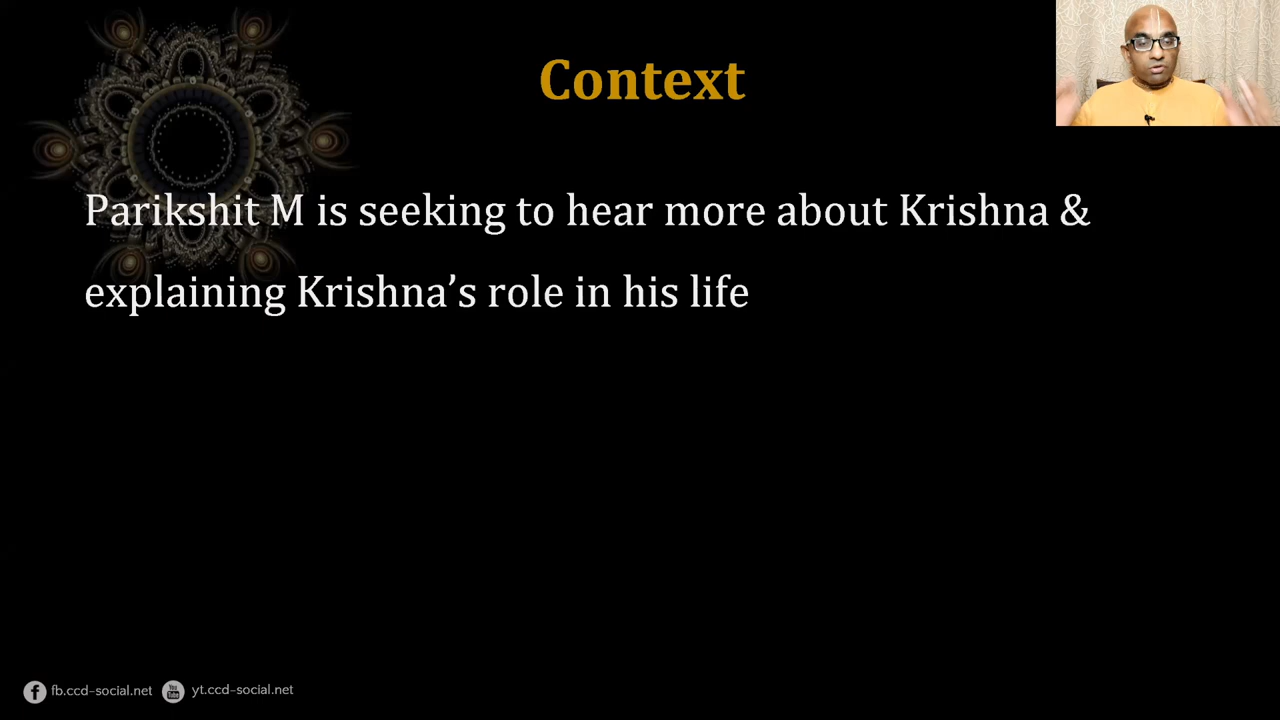 Context
Parikshit M is seeking to hear more about Krishna &
explaining Krishna’s role in his life
fb.ccd-social.net yt.ccd-social.net